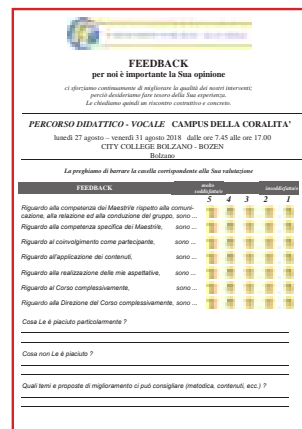 FEEDBACK
per noi è importante la Sua opinione
ci sforziamo continuamente di migliorare la qualità dei nostri interventi;
perciò desideriamo fare tesoro della Sua esperienza.
Le chiediamo quindi un riscontro costruttivo e concreto.
PERCORSO DIDATTICO - VOCALE CAMPUS DELLA CORALITA'
lunedì 27 agosto – venerdì 31 agosto 2018 dalle ore 7.45 alle ore 17.00
CITY COLLEGE BOLZANO - BOZEN
Bolzano
La preghiamo di barrare la casella corrispondente alla Sua valutazione
FEEDBACK molto soddisfatto/e insoddisfatto/e
5 4 3 2 1
Riguardo alla competenza dei Maestri/e rispetto alla comuni-
cazione, alla relazione ed alla conduzione del gruppo, sono ...
Riguardo alla competenza specifica dei Maestri/e, sono ...
Riguardo al coinvolgimento come partecipante, sono ...
Riguardo all'applicazione dei contenuti, sono ...
Riguardo alla realizzazione delle mie aspettative, sono ...
Riguardo al Corso complessivamente, sono ...
Riguardo alla Direzione del Corso complessivamente, sono ...
Cosa Le è piaciuto particolarmente ?
Cosa non Le è piaciuto ?
Quali temi e proposte di miglioramento ci può consigliare (metodica, contenuti, ecc.) ?